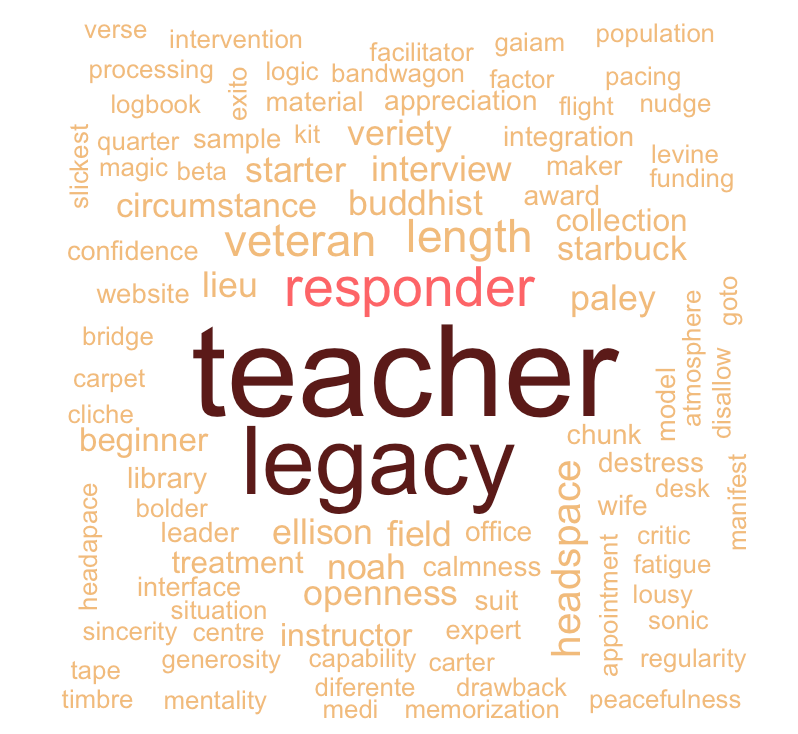 verse
intervention
facilitator
gaiam
population
processing
exito
logic
bandwagon
factor
pacing
logbook
material
appreciation
flight
nudge
slickest
quarter
sample
kit
veriety
integration
levine
magic
beta
starter
interview
maker
funding
circumstance
buddhist
award
collection
confidence
veteran
length
starbuck
website
lieu
responder
paley
goto
bridge
teacher
atmosphere
carpet
model
disallow
cliche
beginner
legacy
chunk
library
headspace
destress
manifest
headapace
bolder
desk
wife
leader
ellison
field
office
appointment
critic
treatment
noah
calmness
fatigue
interface
openness
suit
lousy
situation
sonic
sincerity
centre
instructor
expert
generosity
capability
carter
regularity
tape
timbre
mentality
diferente
drawback
peacefulness
medi
memorization